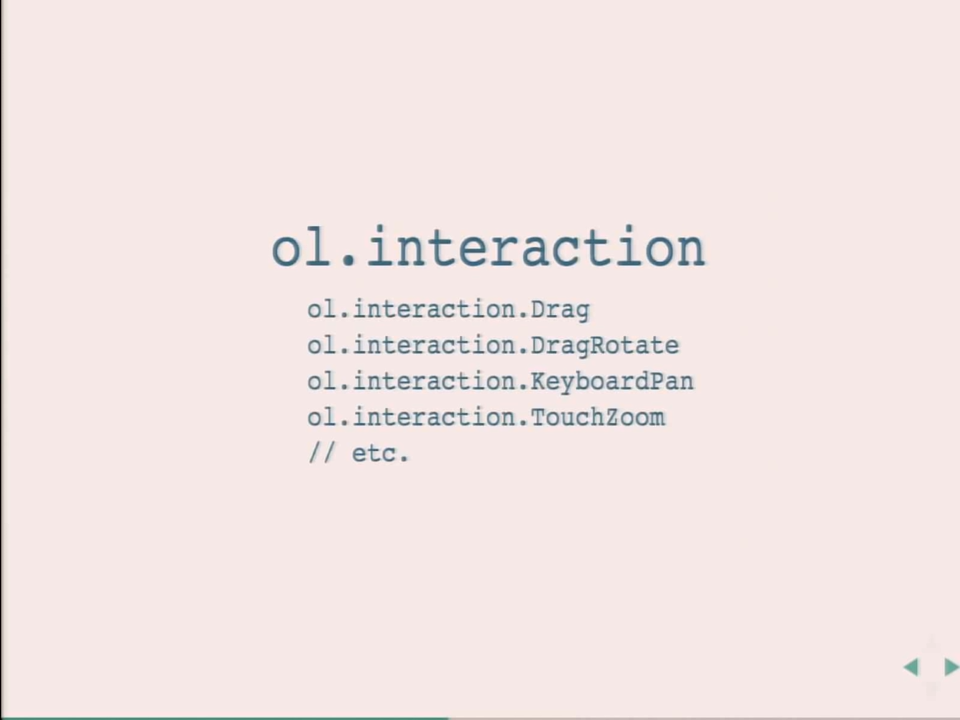 ol.interaction
ol.interaction.Drag
ol.interaction.DragRotate
ol.interaction.KeyboardPan
ol.interaction.TouchZoom
// etc.